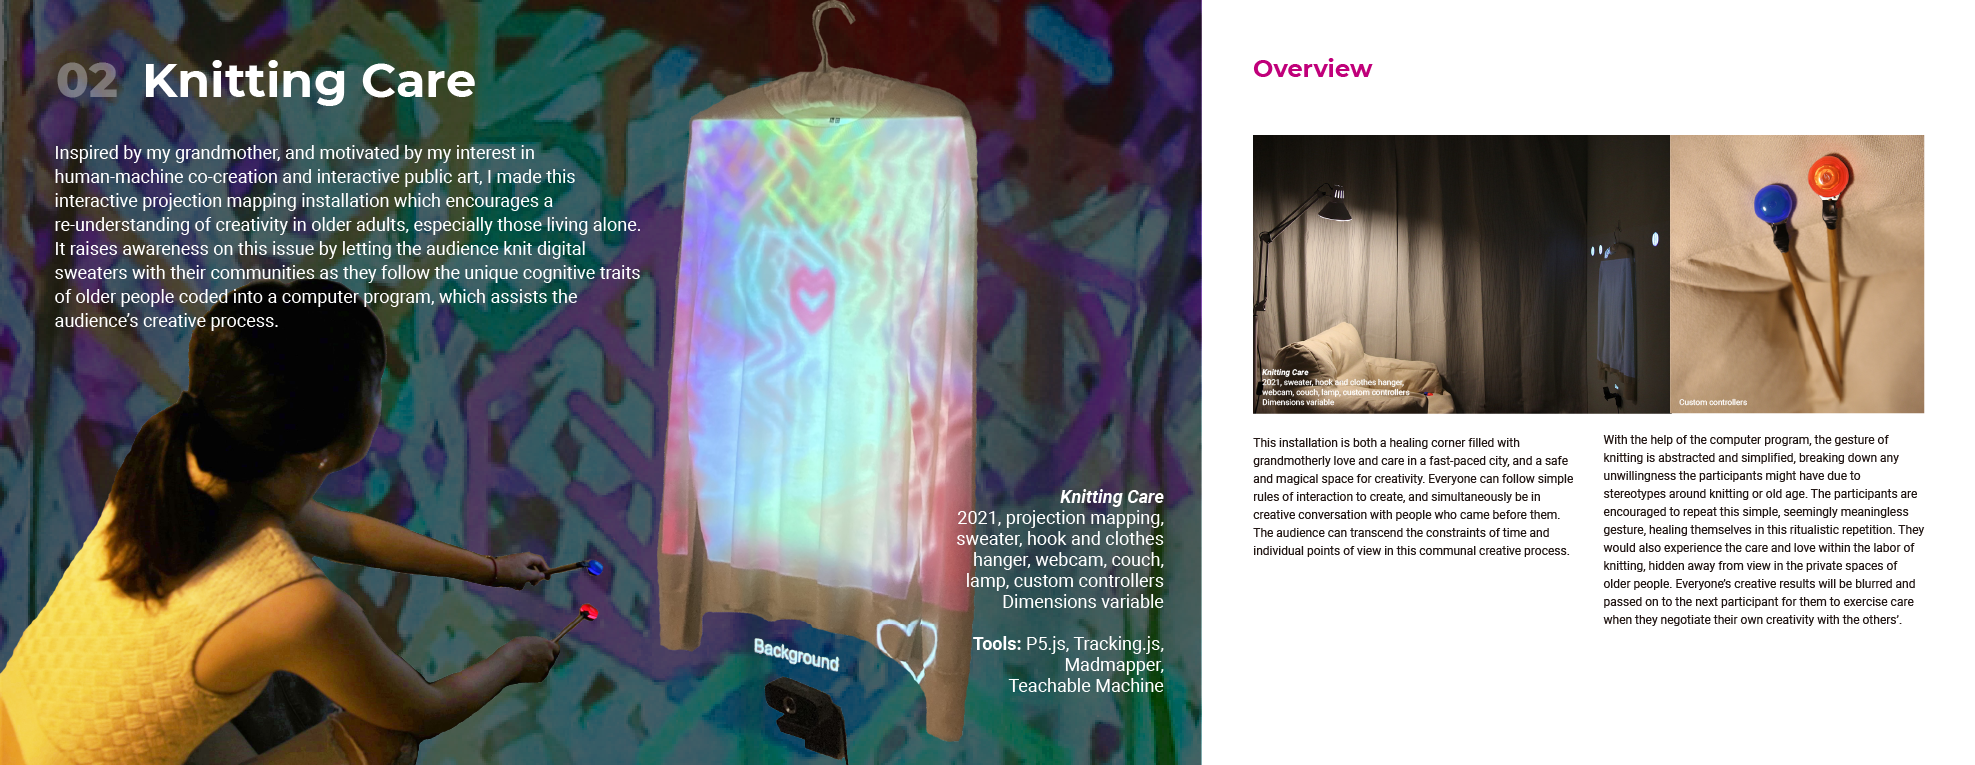 02 Knitting Care
Inspired by my grandmother, and motivated by my interest in
human-machine co-creation and interactive public art, I made this
interactive projection mapping installation which encourages a
re-understanding of creativity in older adults, especially those living alone.
It raises awareness on this issue by letting the audience knit digital
sweaters with their communities as they follow the unique cognitive traits
of older people coded into a computer program, which assists the
audience’s creative process.
Knitting Care
2021, projection mapping,
sweater, hook and clothes
hanger, webcam, couch,
lamp, custom controllers
Dimensions variable
Tools: P5.js, Tracking.js,
Madmapper,
Teachable Machine
Background
Overview
Knitting Care
2021, sweater, hook and clothes hanger,
webcam, couch, lamp, custom controllers
Dimensions variable
Custom controllers
This installation is both a healing corner filled with
grandmotherly love and care in a fast-paced city, and a safe
and magical space for creativity. Everyone can follow simple
rules of interaction to create, and simultaneously be in
creative conversation with people who came before them.
The audience can transcend the constraints of time and
individual points of view in this communal creative process.
With the help of the computer program, the gesture of
knitting is abstracted and simplified, breaking down any
unwillingness the participants might have due to
stereotypes around knitting or old age. The participants are
encouraged to repeat this simple, seemingly meaningless
gesture, healing themselves in this ritualistic repetition. They
would also experience the care and love within the labor of
knitting, hidden away from view in the private spaces of
older people. Everyone’s creative results will be blurred and
passed on to the next participant for them to exercise care
when they negotiate their own creativity with the others’.